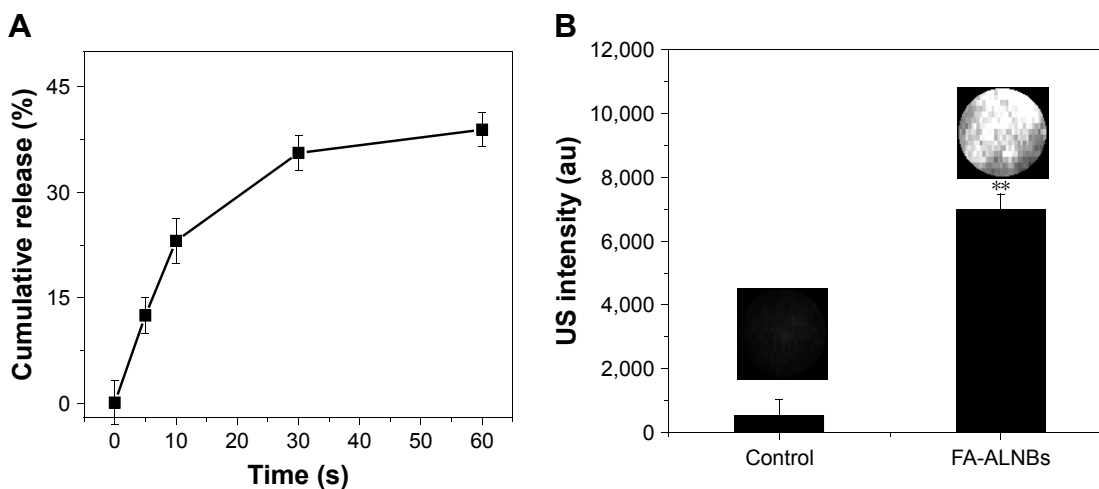 A
Cumulative release (%)
45
30
15
0
0 10 20 30 40 50 60
Time (s)
B
US intensity (au)
12,000
10,000
8,000
6,000
4,000
2,000
0
**
Control FA-ALNBs